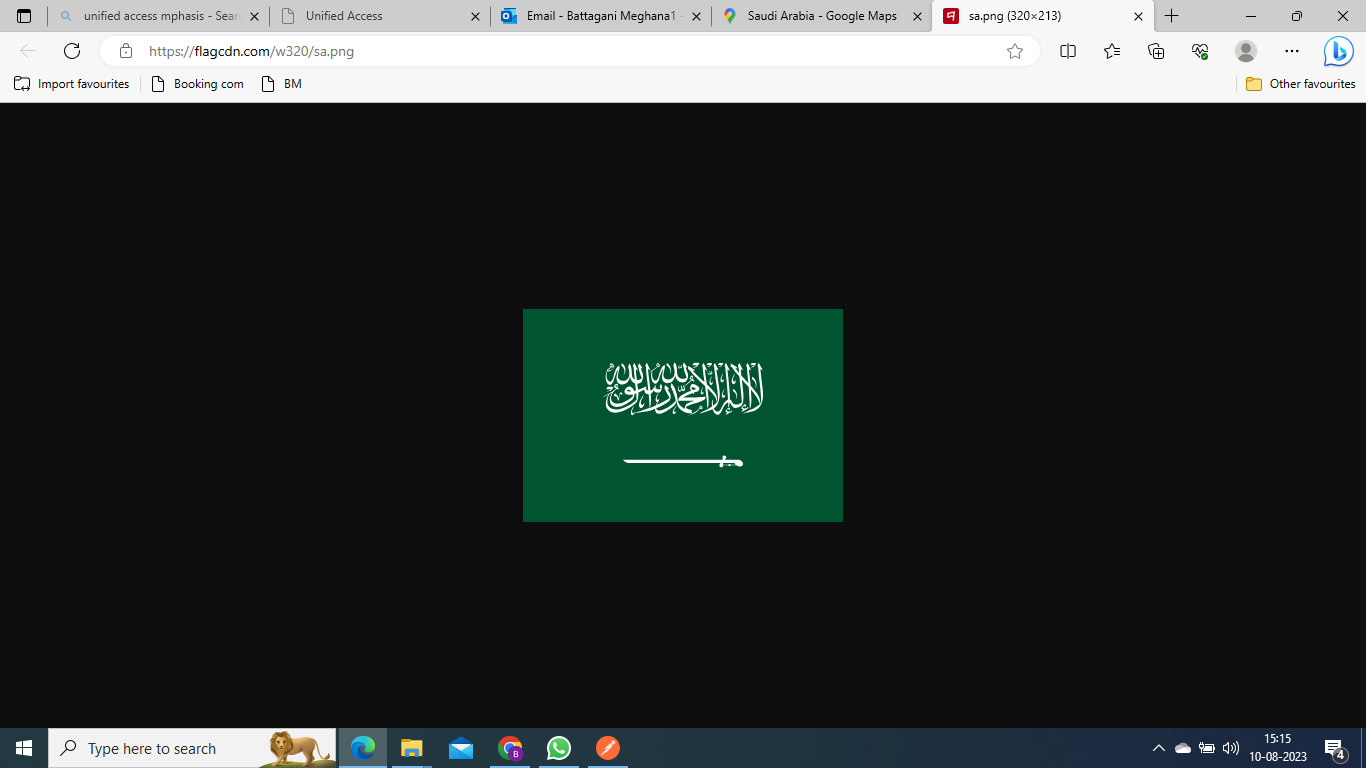 unified access mphasis - Sear
Unified Access
Email - Battagani Meghana1 -
Saudi Arabia - Google Maps
sa.png (320×213)
https://flagcdn.com/w320/sa.png
Import favourites
Booking com
BM
Other favourites
لا إله إلا الله محمد رسول الله
Type here to search
B
15:15
10-08-2023
4